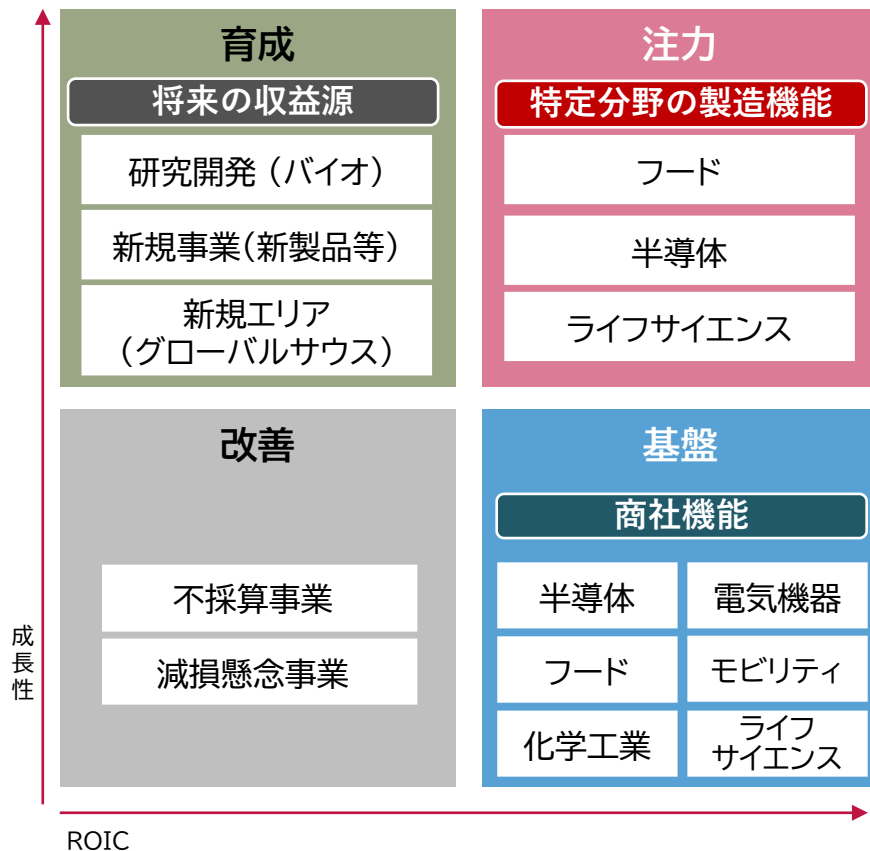 育成
将来の収益源
研究開発（バイオ）
新規事業（新製品等）
新規エリア
（グローバルサウス）
注力
特定分野の製造機能
フード
半導体
ライフサイエンス
改善
不採算事業
減損懸念事業
基盤
商社機能
半導体
電気機器
フード
モビリティ
化学工業
ライフ
サイエンス
成長性
ROIC